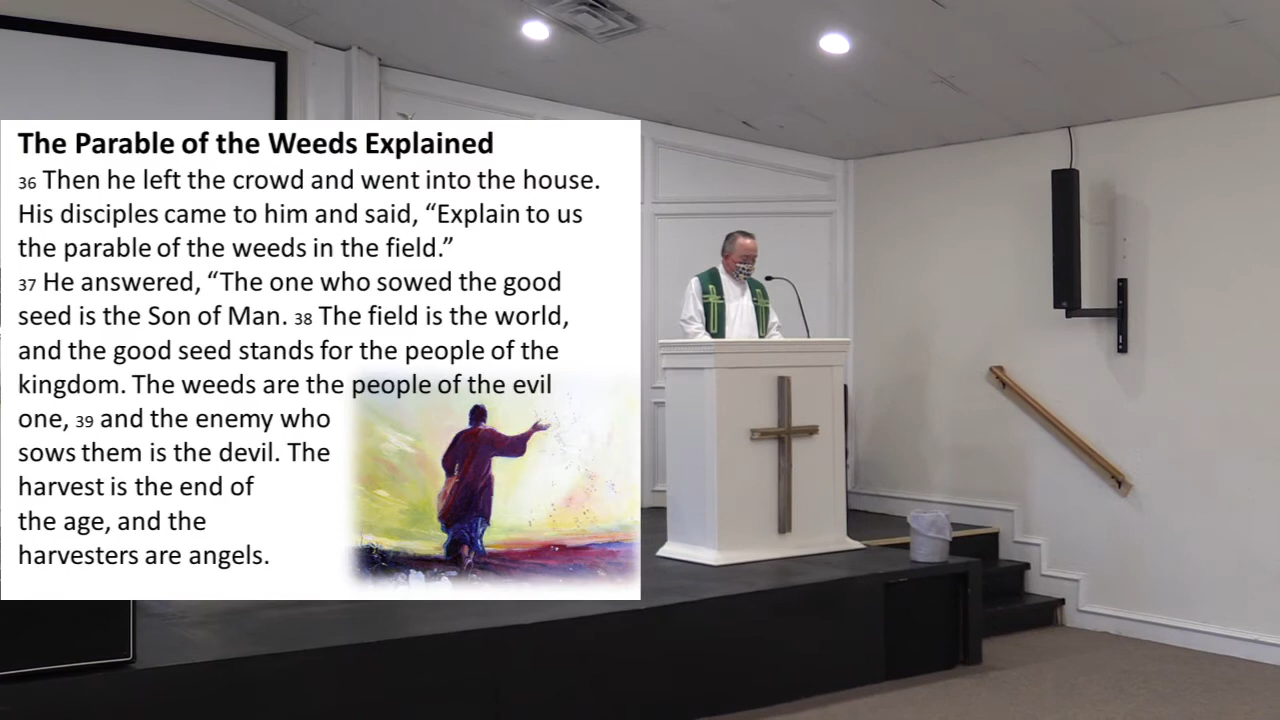 The Parable of the Weeds Explained
36 Then he left the crowd and went into the house.
His disciples came to him and said, “Explain to us
the parable of the weeds in the field.”
37 He answered, “The one who sowed the good
seed is the Son of Man. 38 The field is the world,
and the good seed stands for the people of the
kingdom. The weeds are the people of the evil
one, 39 and the enemy who
sows them is the devil. The
harvest is the end of
the age, and the
harvesters are angels.